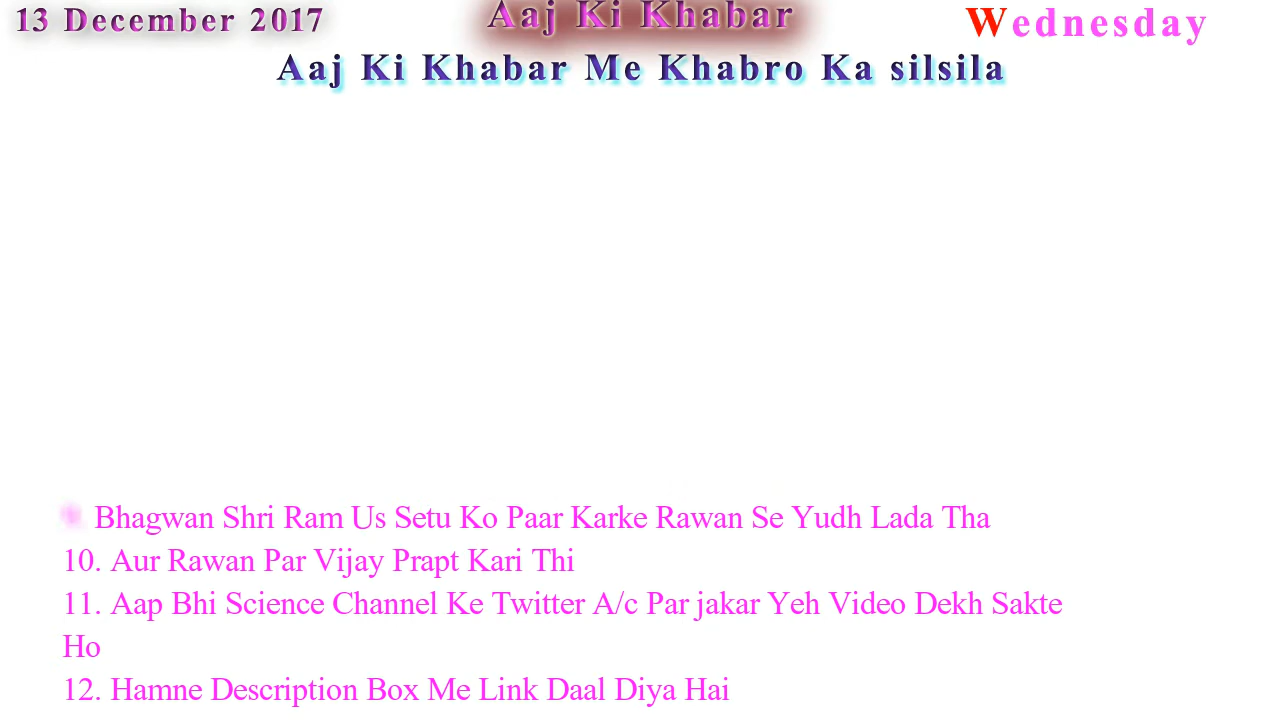 13 December 2017 Aaj Ki Khabar Wednesday
Aaj Ki Khabar Me Khabro Ka silsila
Bhagwan Shri Ram Us Setu Ko Paar Karke Rawan Se Yudh Lada Tha
10. Aur Rawan Par Vijay Prapt Kari Thi
11. Aap Bhi Science Channel Ke Twitter A/c Par jakar Yeh Video Dekh Sakte
Ho
12. Hamne Description Box Me Link Daal Diya Hai